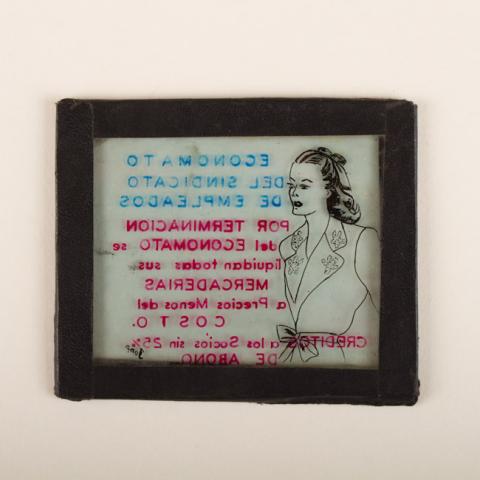 ECONOMATO
DEL SINDICATO
DE EMPLEADOS
POR TERMINACION
del ECONOMATO se
liquidan todas sus
MERCADERIAS
a Precios Menos del
COSTO.
CREDITOS a los Socios sin 25%
DE ABONO